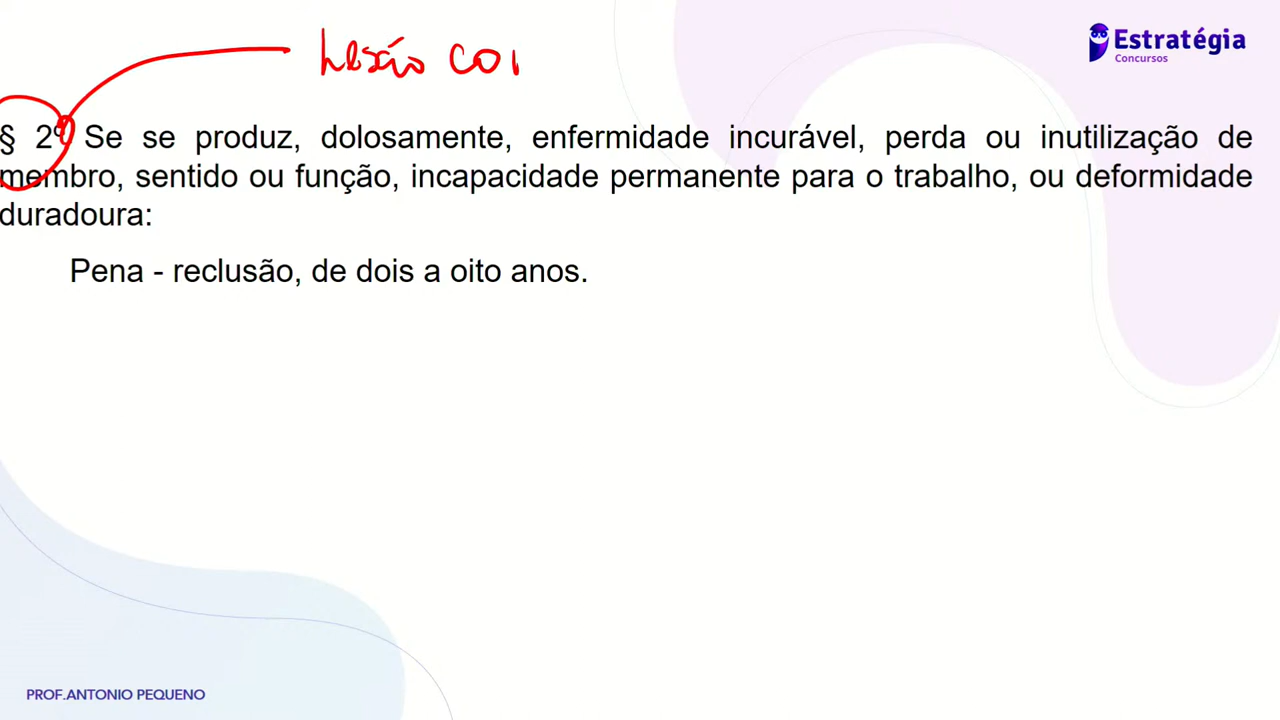 Lesão COI
Estratégia
Concursos
§ 2º Se se produz, dolosamente, enfermidade incurável, perda ou inutilização de
membro, sentido ou função, incapacidade permanente para o trabalho, ou deformidade
duradoura:
Pena - reclusão, de dois a oito anos.
PROF.ANTONIO PEQUENO